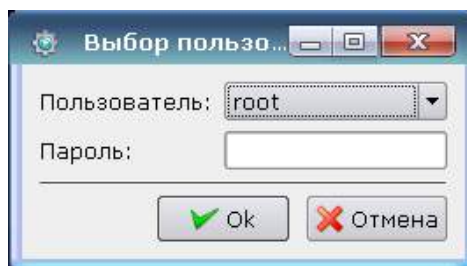 Выбор пользо...
Пользователь: root
Пароль:
Ok Отмена